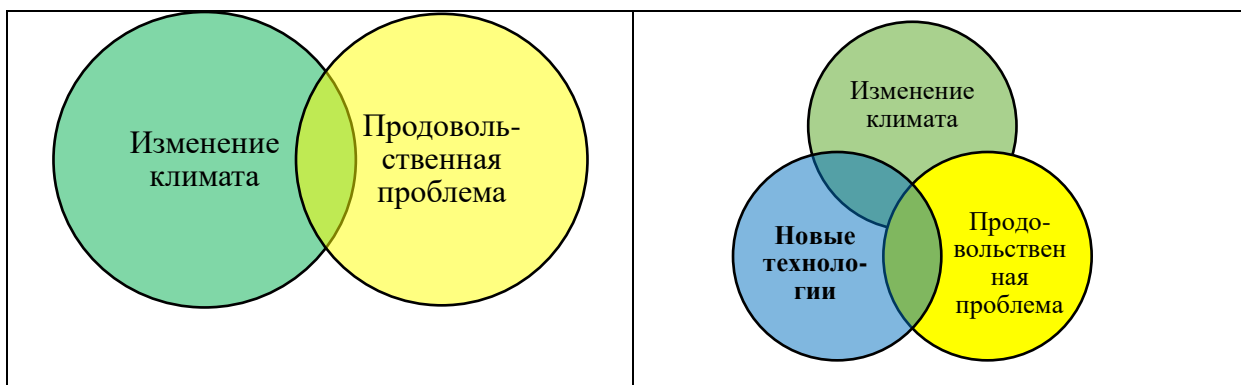 Изменение
климата
Продоволь-
ственная
проблема
Изменение
климата
Новые
техноло-
гии
Продо-
вольствен
ная
проблема